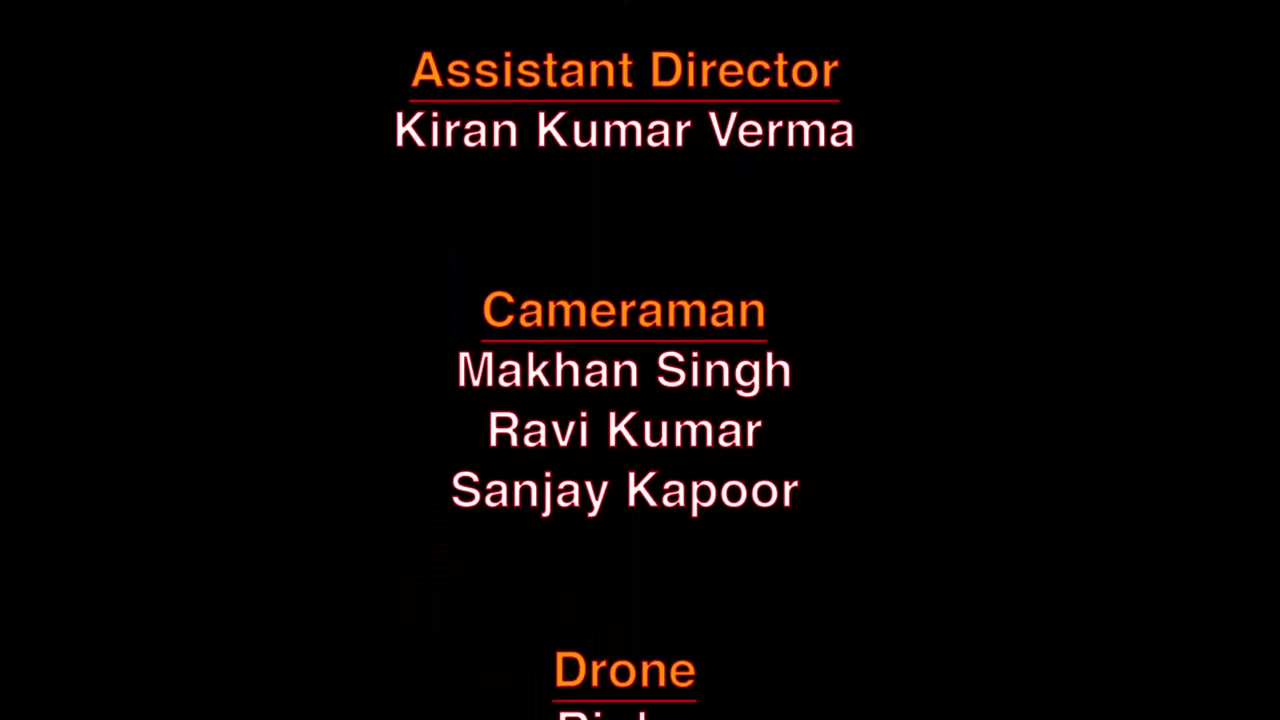 Assistant Director
Kiran Kumar Verma
Cameraman
Makhan Singh
Ravi Kumar
Sanjay Kapoor
Drone